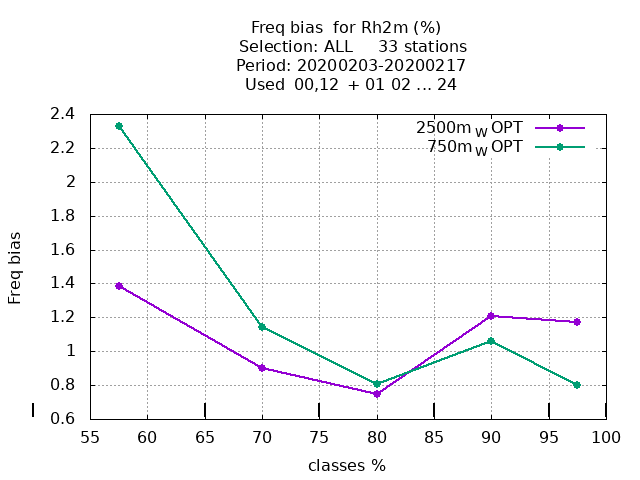 Freq bias  for Rh2m (%)
Selection: ALL     33 stations
Period: 20200203-20200217
Used  00,12  + 01 02 ... 24
2500m W OPT
750m W OPT
2.4
2.2
2
1.8
1.6
1.4
1.2
1
0.8
0.6
Freq bias
55 60 65 70 75 80 85 90 95 100
classes %